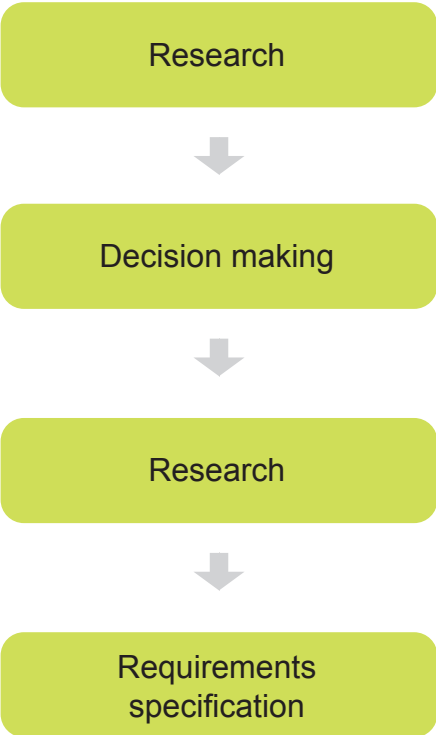 Research
Decision making
Research
Requirements
specification